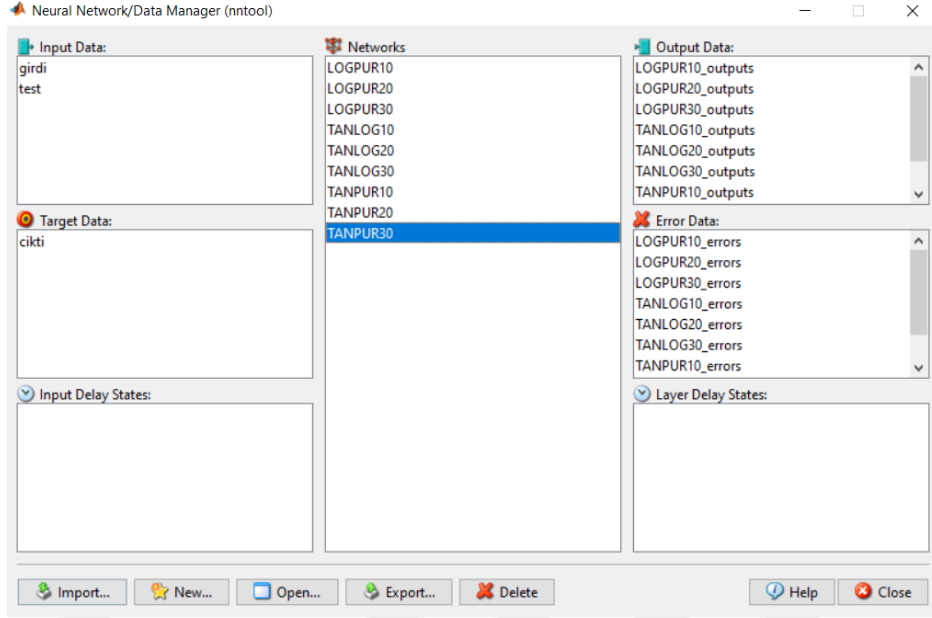 Neural Network/Data Manager (nntool)
Input Data:
girdi
test
Target Data:
cikti
Input Delay States:
Networks
LOGPUR10
LOGPUR20
LOGPUR30
TANLOG10
TANLOG20
TANLOG30
TANPUR10
TANPUR20
TANPUR30
Output Data:
LOGPUR10_outputs
LOGPUR20_outputs
LOGPUR30_outputs
TANLOG10_outputs
TANLOG20_outputs
TANLOG30_outputs
TANPUR10_outputs
Error Data:
LOGPUR10_errors
LOGPUR20_errors
LOGPUR30_errors
TANLOG10_errors
TANLOG20_errors
TANLOG30_errors
TANPUR10_errors
Layer Delay States:
Import... New... Open... Export... Delete Help Close